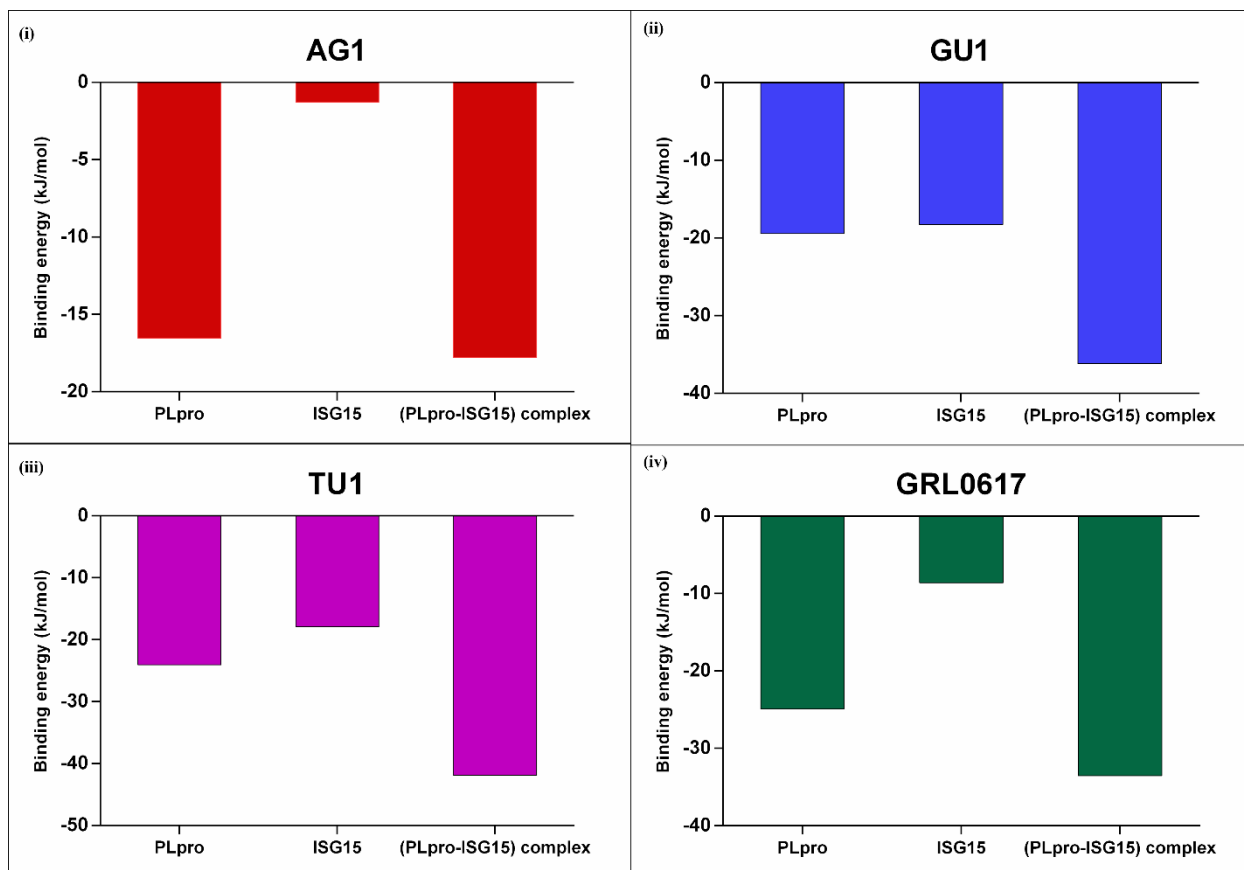 (i)
AG1
Binding energy (kJ/mol)
0
-5
-10
-15
-20
PLpro ISG15 (PLpro-ISG15) complex
(ii)
GU1
Binding energy (kJ/mol)
0
-10
-20
-30
-40
PLpro ISG15 (PLpro-ISG15) complex
(iii)
TU1
Binding energy (kJ/mol)
0
-10
-20
-30
-40
-50
PLpro ISG15 (PLpro-ISG15) complex
(iv)
GRL0617
Binding energy (kJ/mol)
0
-10
-20
-30
-40
PLpro ISG15 (PLpro-ISG15) complex